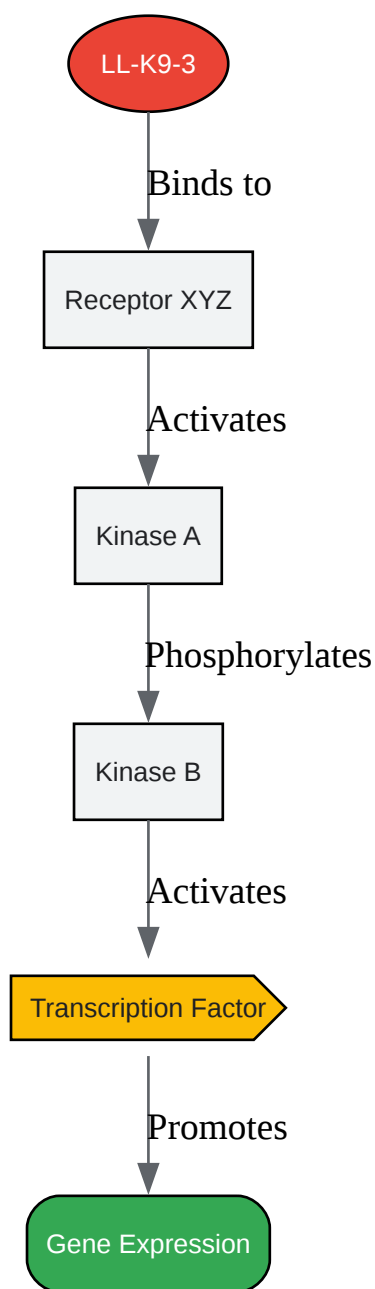 LL-K9-3
Binds to
Receptor XYZ
Activates
Kinase A
Phosphorylates
Kinase B
Activates
Transcription Factor
Promotes
Gene Expression